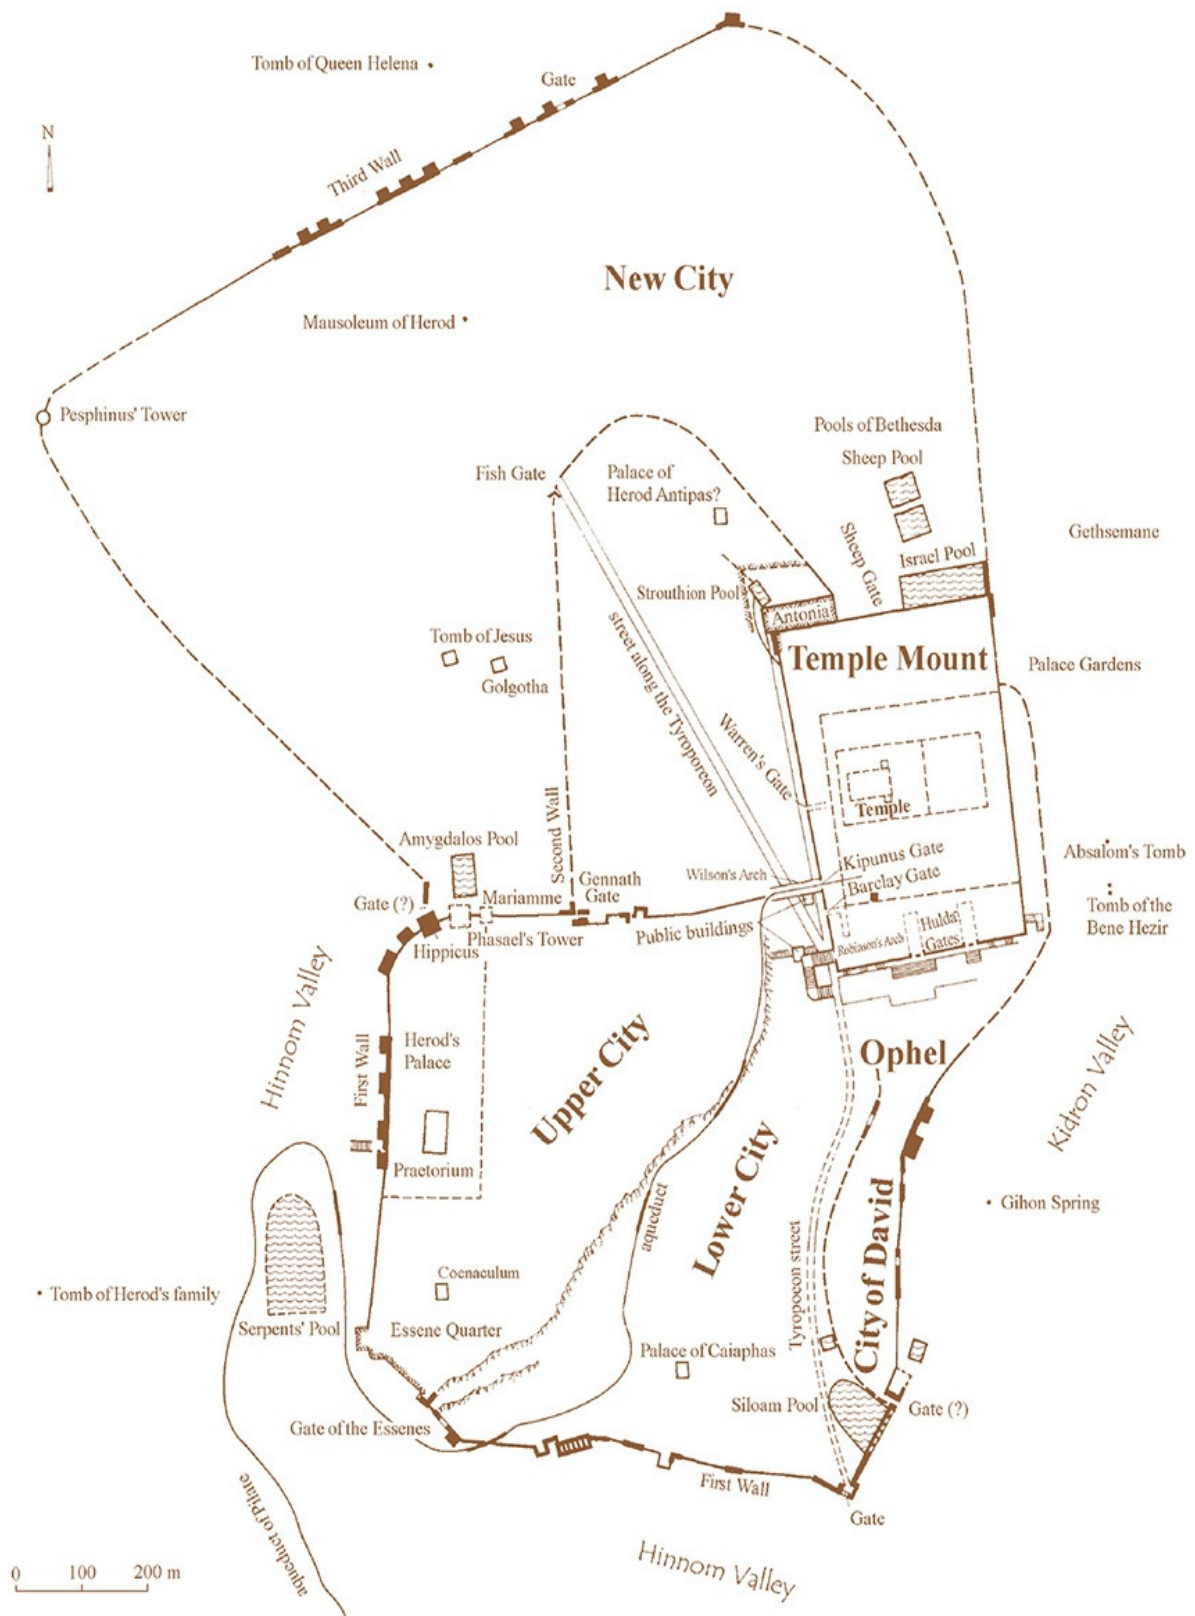 Tomb of Queen Helena
Gate
N
Third Wall
New City
Mausoleum of Herod
Pesphinus' Tower
Pools of Bethesda
Sheep Pool
Fish Gate
Palace of
Herod Antipas?
Gethsemane
Sheep Gate
Israel Pool
Strouthion Pool
Antonia
street along the Tyroporeon
Tomb of Jesus
Golgotha
Temple Mount
Palace Gardens
Warren's Gate
Temple
Second Wall
Amygdalos Pool
Kipunus Gate
Absalom's Tomb
Wilson's Arch
Barclay Gate
Gennath
Gate
Mariamme
Gate (?)
Tomb of the
Bene Hezir
Phasael's Tower
Public buildings
Hulda
Gates
Robinson's Arch
Hippicus
Hinnom Valley
First Wall
Herod's
Palace
Upper City
Ophel
Kidron Valley
Praetorium
Lower City
aqueduct
City of David
Gihon Spring
Tyropoeon street
Coenaculum
Tomb of Herod's family
Serpents' Pool
Essene Quarter
Palace of Caiaphas
Siloam Pool
Gate (?)
Gate of the Essenes
First Wall
Gate
aqueduct of Pilate
Hinnom Valley
0 100 200 m